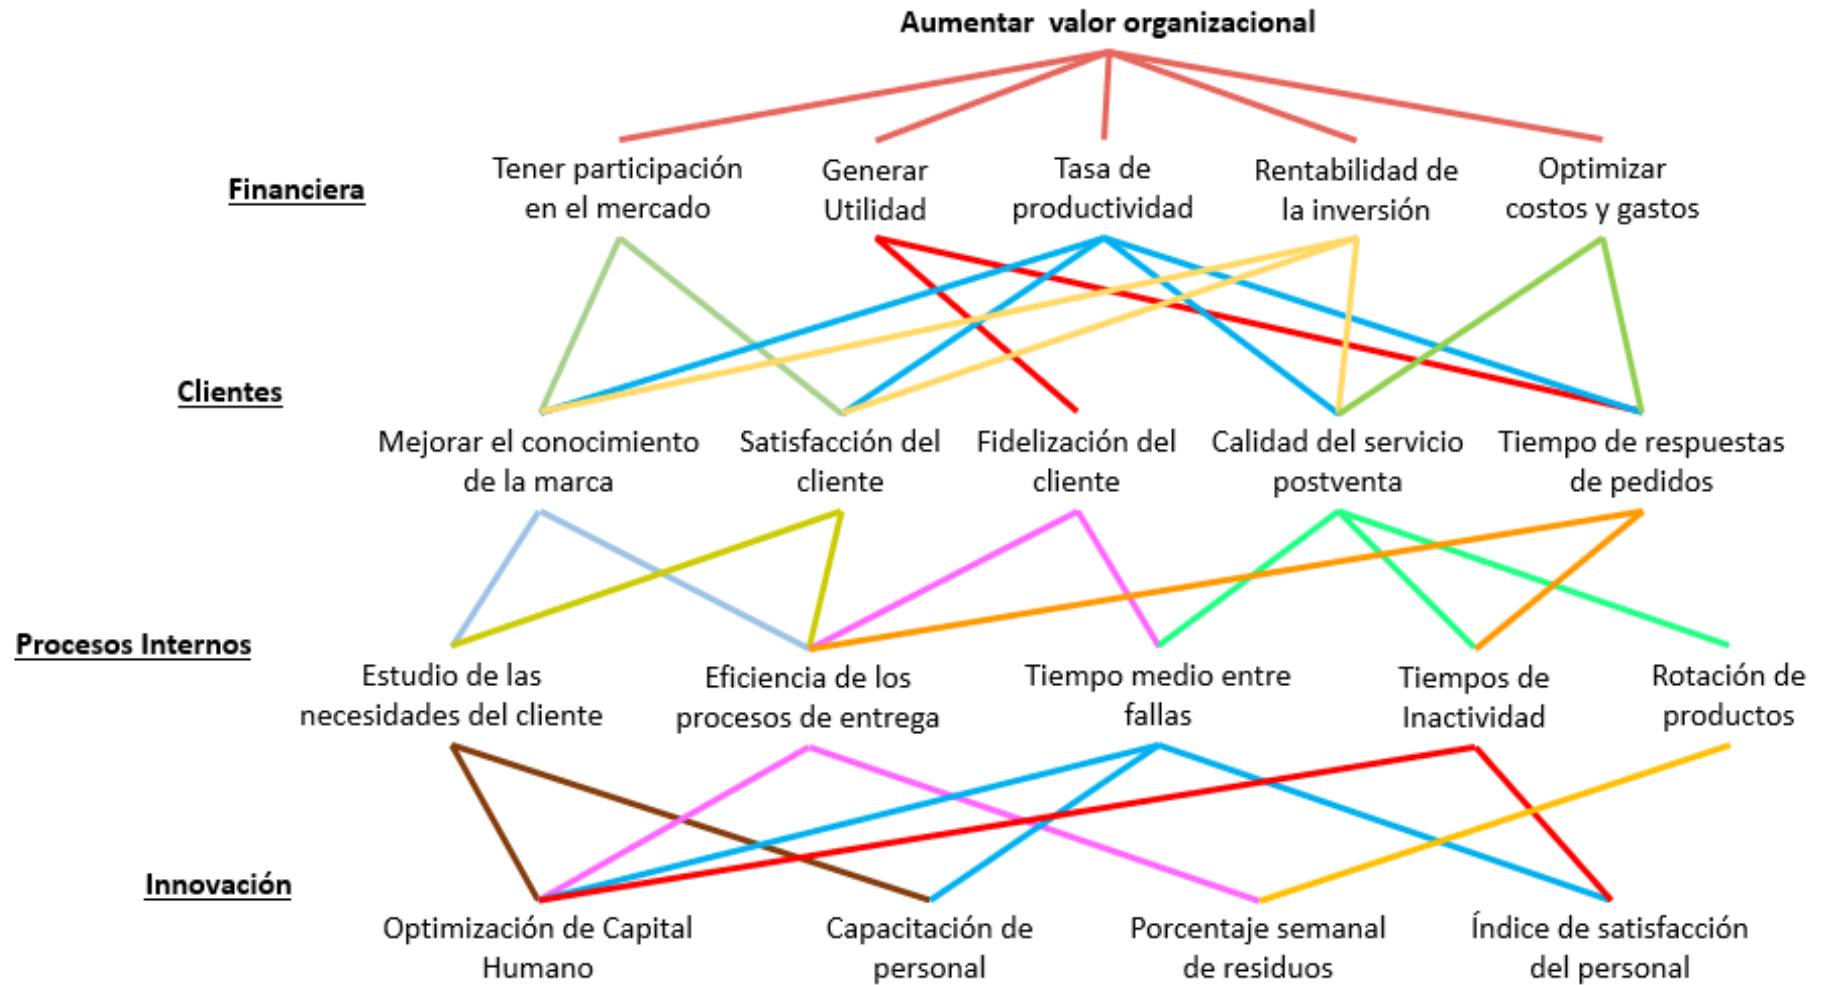 Aumentar valor organizacional
Financiera
Tener participación
en el mercado
Generar
Utilidad
Tasa de
productividad
Rentabilidad de
la inversión
Optimizar
costos y gastos
Clientes
Mejorar el conocimiento
de la marca
Satisfacción del
cliente
Fidelización del
cliente
Calidad del servicio
postventa
Tiempo de respuestas
de pedidos
Procesos Internos
Estudio de las
necesidades del cliente
Eficiencia de los
procesos de entrega
Tiempo medio entre
fallas
Tiempos de
Inactividad
Rotación de
productos
Innovación
Optimización de Capital
Humano
Capacitación de
personal
Porcentaje semanal
de residuos
Índice de satisfacción
del personal